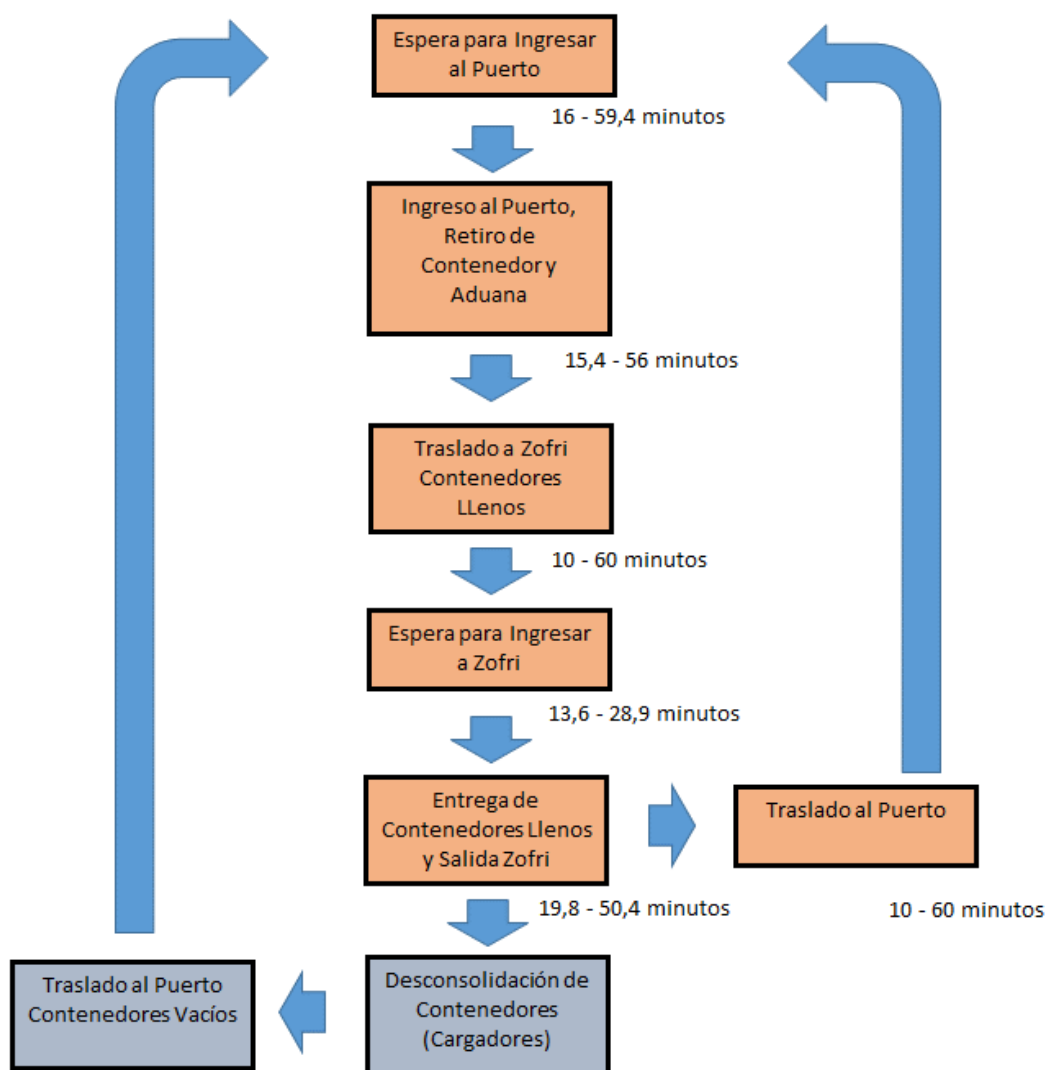 Espera para Ingresar
al Puerto
16 - 59,4 minutos
Ingreso al Puerto,
Retiro de
Contenedor y
Aduana
15,4 - 56 minutos
Traslado a Zofri
Contenedores
LLenos
10 - 60 minutos
Espera para Ingresar
a Zofri
13,6 - 28,9 minutos
Entrega de
Contenedores Llenos
y Salida Zofri
Traslado al Puerto
19,8 - 50,4 minutos
10 - 60 minutos
Desconsolidación de
Contenedores
(Cargadores)
Traslado al Puerto
Contenedores Vacíos